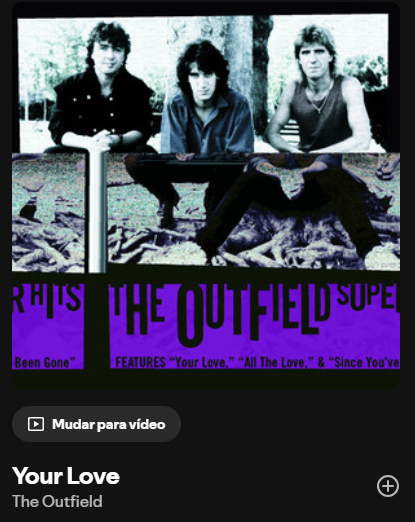 R HITS THE OUTFIELD SUPE
Been Gone" FEATURES "Your Love," "All The Love," & "Since You've
Mudar para vídeo
Your Love
The Outfield